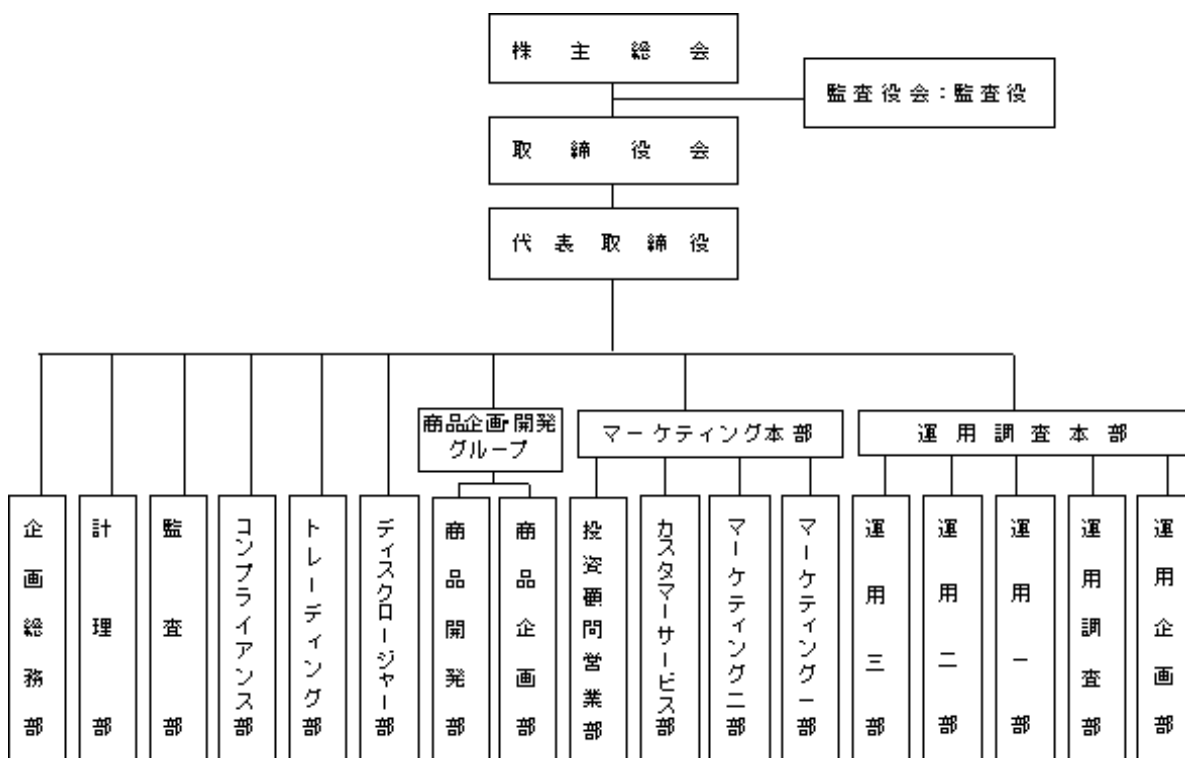 株主総会
監査役会：監査役
取締役会
代表取締役
商品企画・開発
グループ
マーケティング本部
運用調査本部
企画総務部
計理部
監査部
コンプライアンス部
トレーディング部
ディスクロージャー部
商品開発部
商品企画部
投資顧問営業部
カスタマーサービス部
マーケティング二部
マーケティング一部
運用三部
運用二部
運用一部
運用調査部
運用企画部